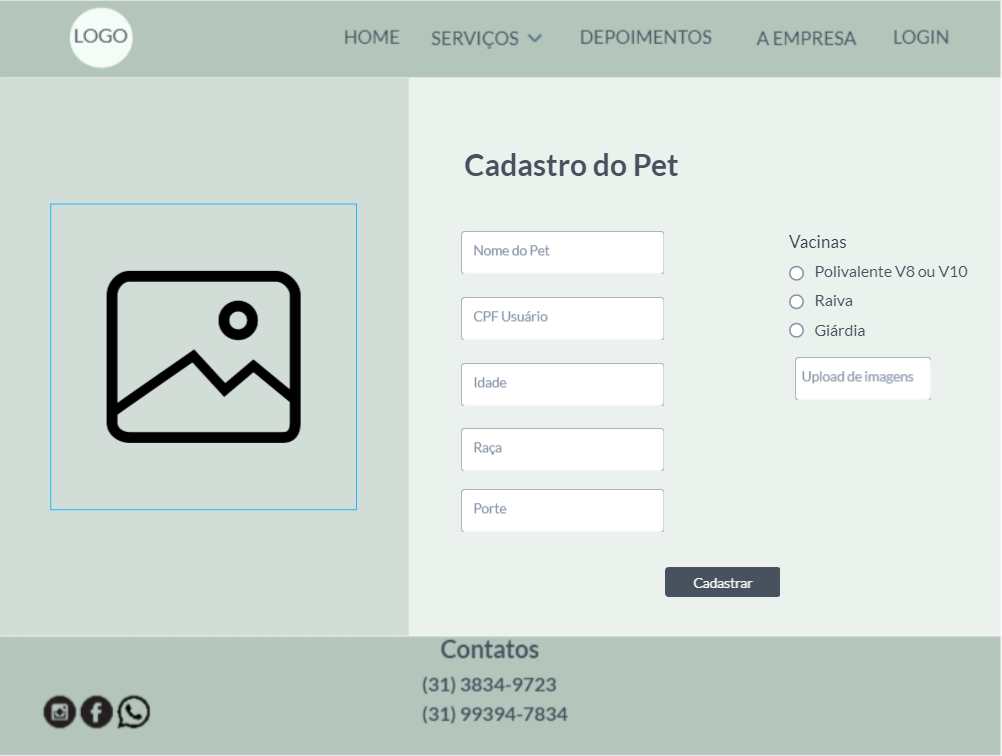 LOGO
HOME
SERVIÇOS
DEPOIMENTOS
A EMPRESA
LOGIN
Cadastro do Pet
Nome do Pet
CPF Usuário
Idade
Raça
Porte
Vacinas
Polivalente V8 ou V10
Raiva
Giárdia
Upload de imagens
Cadastrar
Contatos
(31) 3834-9723
(31) 99394-7834